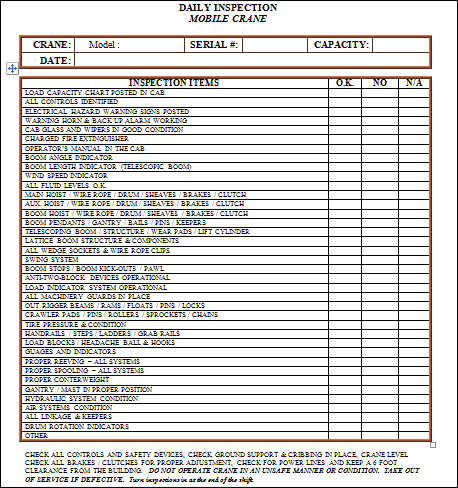 DAILY INSPECTION
MOBILE CRANE
CRANE: Model : SERIAL #: CAPACITY:
DATE:
INSPECTION ITEMS O.K. NO N/A
LOAD CAPACITY CHART POSTED IN CAB
ALL CONTROLS IDENTIFIED
ELECTRICAL HAZARD WARNING SIGNS POSTED
WARNING HORN & BACK UP ALARM WORKING
CAB GLASS AND WIPERS IN GOOD CONDITION
CHARGED FIRE EXTINGUISHER
OPERATOR'S MANUAL IN THE CAB
BOOM ANGLE INDICATOR
BOOM LENGTH INDICATOR (TELESCOPIC BOOM)
WIND SPEED INDICATOR
ALL FLUID LEVELS O.K.
MAIN HOIST / WIRE ROPE / DRUM / SHEAVES / BRAKES / CLUTCH
AUX. HOIST / WIRE ROPE / DRUM / SHEAVES / BRAKES / CLUTCH
BOOM HOIST / WIRE ROPE / DRUM / SHEAVES / BRAKES / CLUTCH
BOOM PENDANTS / GANTRY / BAILS / PINS / KEEPERS
TELESCOPING BOOM / STRUCTURE / WEAR PADS / LIFT CYLINDER
LATTICE BOOM STRUCTURE & COMPONENTS
ALL WEDGE SOCKETS & WIRE ROPE CLIPS
SWING SYSTEM
BOOM STOPS / BOOM KICK-OUTS / PAWL
ANTI-TWO-BLOCK DEVICES OPERATIONAL
LOAD INDICATOR SYSTEM OPERATIONAL
ALL MACHINERY GUARDS IN PLACE
OUT RIGGER BEAMS / RAMS / FLOATS / PINS / LOCKS
CRAWLER PADS / PINS / ROLLERS / SPROCKETS / CHAINS
TIRE PRESSURE & CONDITION
HANDRAILS / STEPS / LADDERS / GRAB RAILS
LOAD BLOCKS / HEADACHE BALL & HOOKS
GUAGES AND INDICATORS
PROPER REEVING – ALL SYSTEMS
PROPER SPOOLING – ALL SYSTEMS
PROPER CONTERWEIGHT
GANTRY / MAST IN PROPER POSITION
HYDRAULIC SYSTEM CONDITION
AIR SYSTEMS CONDITION
ALL LINKAGE & KEEPERS
DRUM ROTATION INDICATORS
OTHER
CHECK ALL CONTROLS AND SAFETY DEVICES, CHECK GROUND SUPPORT & CRIBBING IN PLACE, CRANE LEVEL
CHECK ALL BRAKES / CLUTCHES FOR PROPER ADJUSTMENT, CHECK FOR POWER LINES AND KEEP A 6 FOOT
CLEARANCE FROM THE BUILDING. DO NOT OPERATE CRANE IN AN UNSAFE MANNER OR CONDITION. TAKE OUT
OF SERVICE IF DEFECTIVE. Turn inspections in at the end of the shift